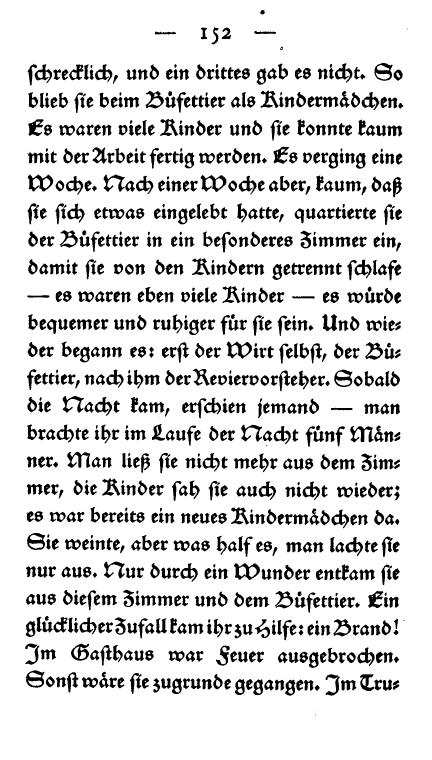 — 152 —
schrecklich, und ein drittes gab es nicht. So
blieb sie beim Büfettier als Kindermädchen.
Es waren viele Kinder und sie konnte kaum
mit der Arbeit fertig werden. Es verging eine
Woche. Nach einer Woche aber, kaum, daß
sie sich etwas eingelebt hatte, quartierte sie
der Büfettier in ein besonderes Zimmer ein,
damit sie von den Kindern getrennt schlafe
— es waren eben viele Kinder — es würde
bequemer und ruhiger für sie sein. Und wie-
der begann es: erst der Wirt selbst, der Bü-
fettier, nach ihm der Reviervorsteher. Sobald
die Nacht kam, erschien jemand — man
brachte ihr im Laufe der Nacht fünf Män-
ner. Man ließ sie nicht mehr aus dem Zim-
mer, die Kinder sah sie auch nicht wieder;
es war bereits ein neues Kindermädchen da.
Sie weinte, aber was half es, man lachte sie
nur aus. Nur durch ein Wunder entkam sie
aus diesem Zimmer und dem Büfettier. Ein
glücklicher Zufall kam ihr zu Hilfe: ein Brand!
Im Gasthaus war Feuer ausgebrochen.
Sonst wäre sie zugrunde gegangen. Im Tru-